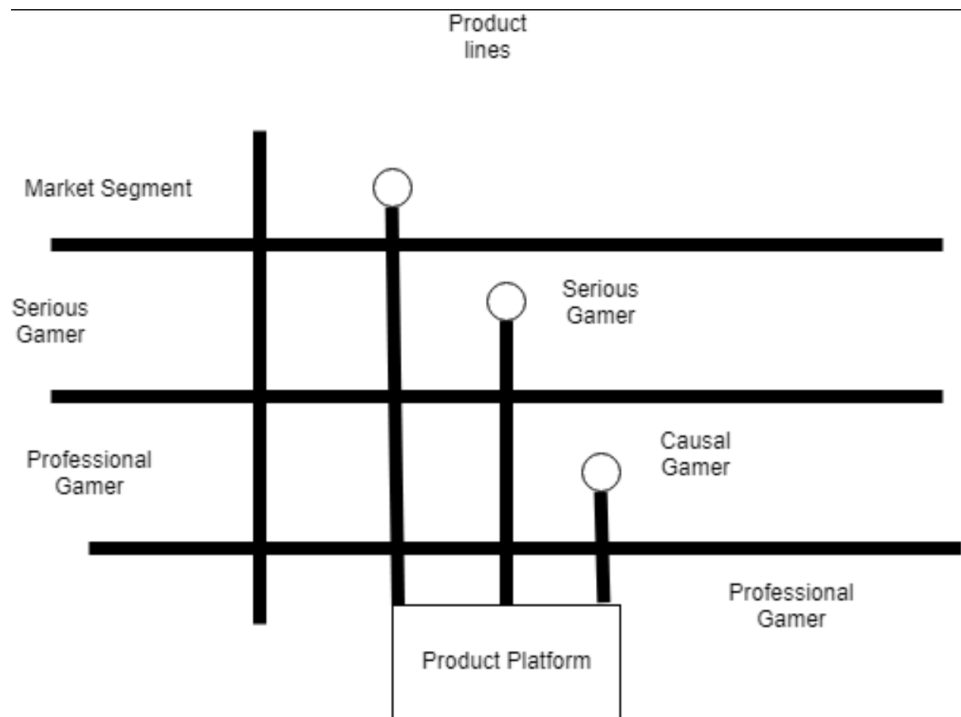 Product
lines
Market Segment
Serious
Gamer
Serious
Gamer
Causal
Gamer
Professional
Gamer
Professional
Gamer
Product Platform